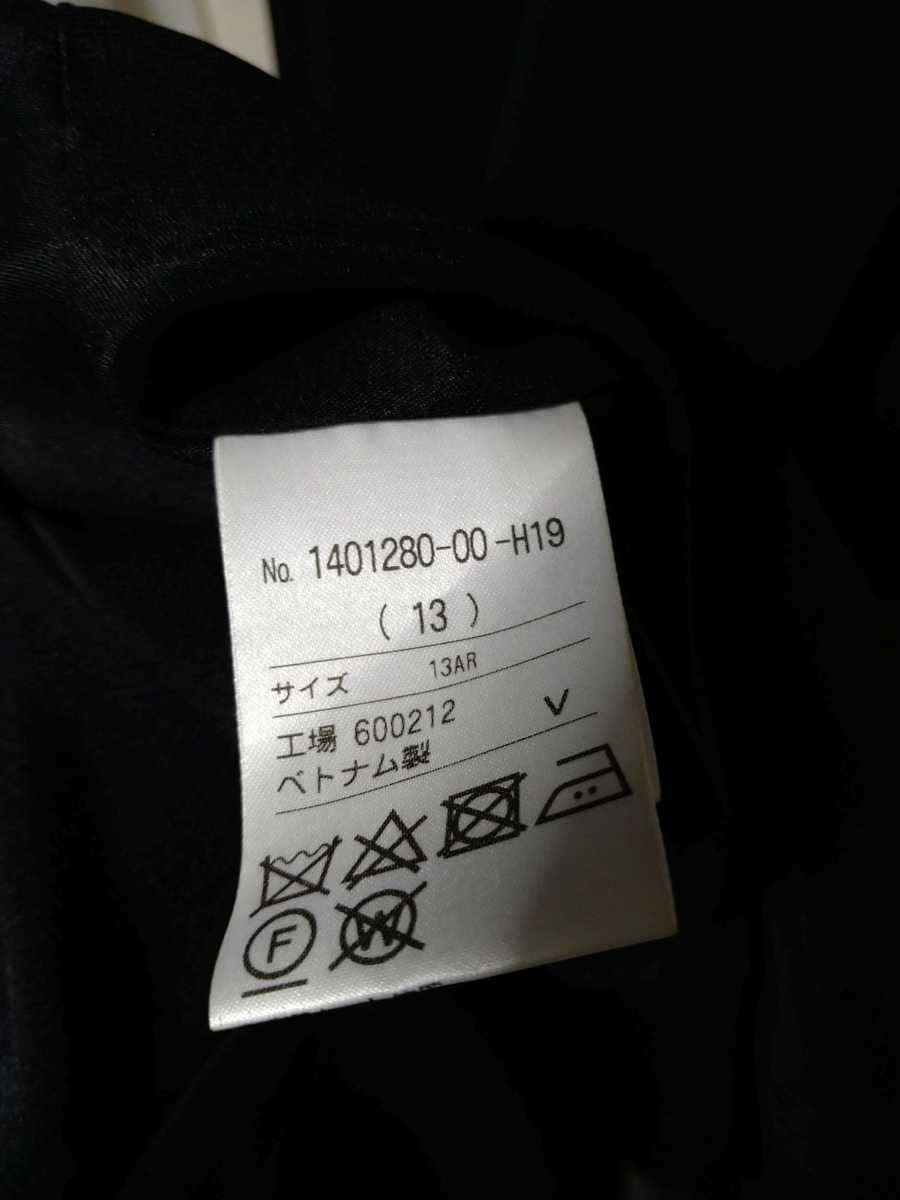 No. 1401280-00-H19
( 13 )
サイズ 13AR
工場 600212 V
ベトナム製
F W